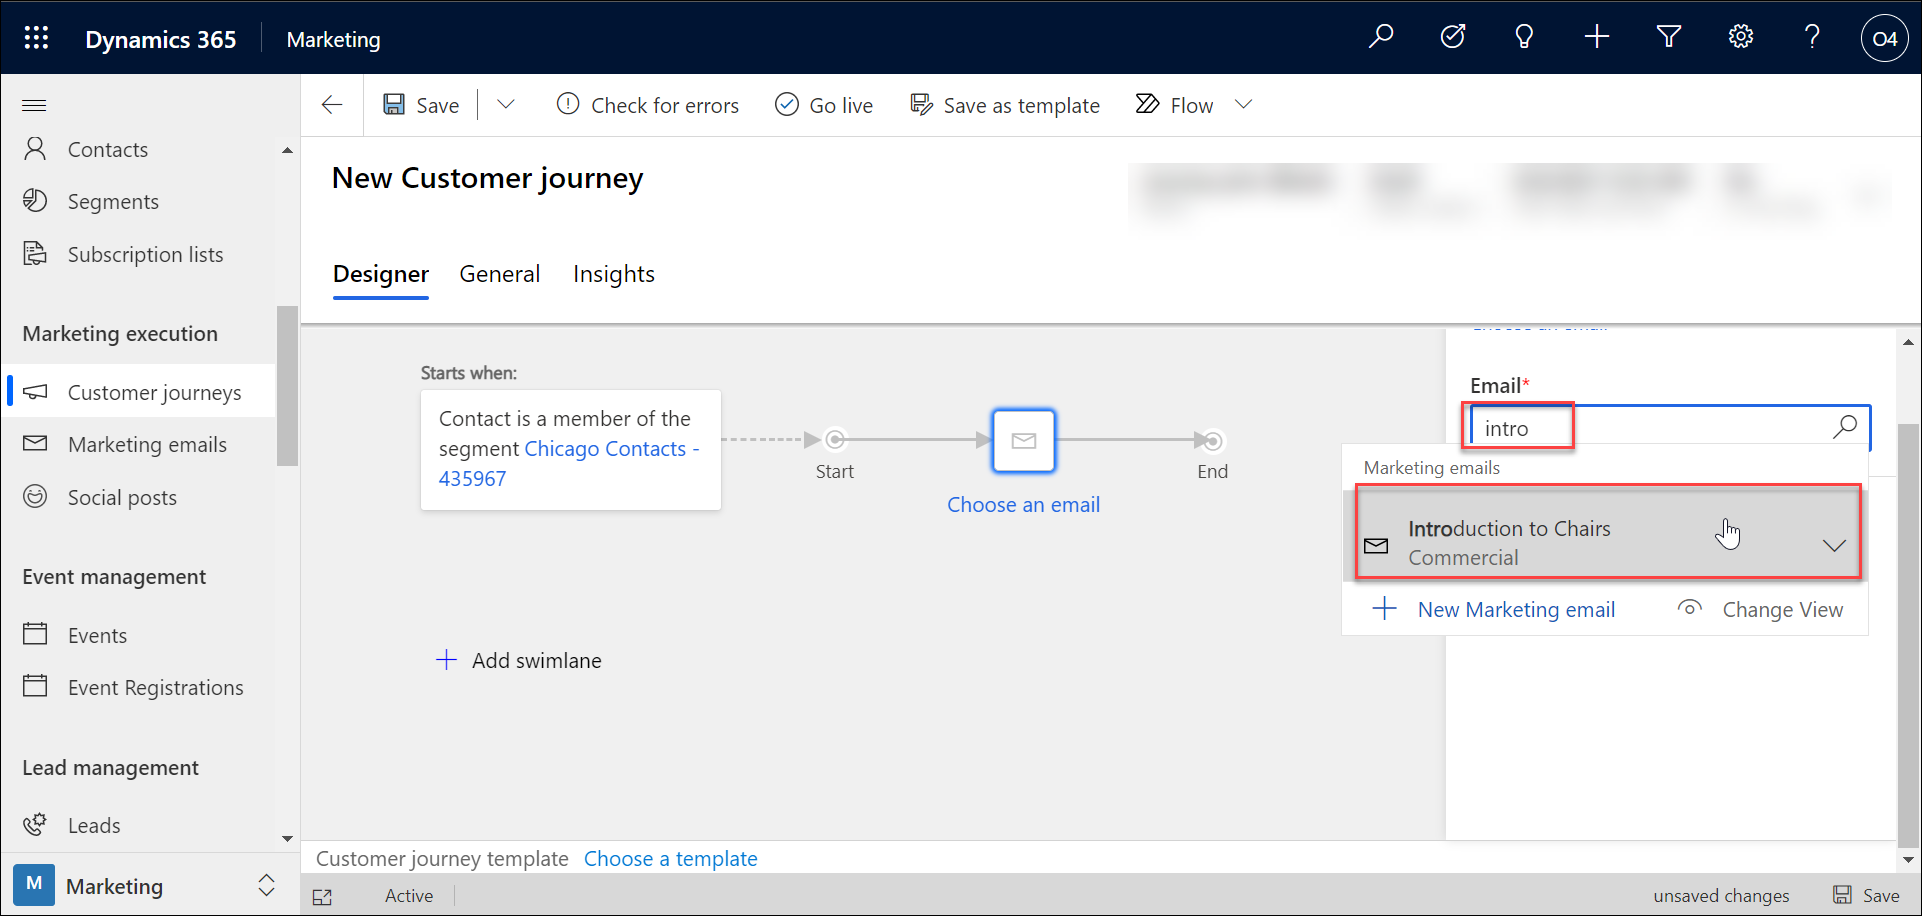 Dynamics 365
Marketing
O4
Save
Check for errors
Go live
Save as template
Flow
Contacts
Segments
Subscription lists
Marketing execution
Customer journeys
Marketing emails
Social posts
Event management
Events
Event Registrations
Lead management
Leads
M
Marketing
New Customer journey
Designer
General
Insights
Starts when:
Contact is a member of the
segment Chicago Contacts -
435967
Start
Choose an email
End
Add swimlane
Email*
intro
Marketing emails
Introduction to Chairs
Commercial
New Marketing email
Change View
Customer journey template
Choose a template
Active
unsaved changes
Save